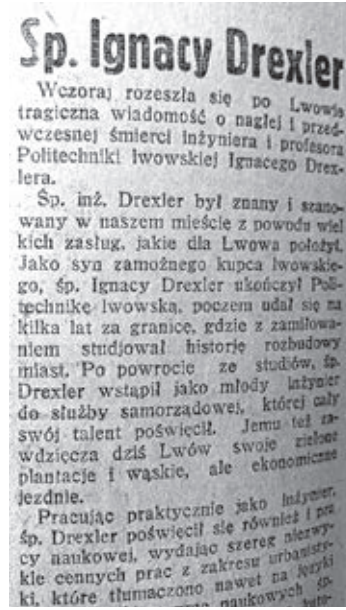 Śp. Ignacy Drexler
Wczoraj rozeszła się po Lwowie
tragiczna wiadomość o nagłej i przed-
wczesnej śmierci inżyniera i profesora
Politechniki lwowskiej Ignacego Drex-
lera.
Śp. inż. Drexler był znany i szano-
wany w naszem mieście z powodu wiel
kich zasług, jakie dla Lwowa położył.
Jako syn zamożnego kupca lwowskie-
go, śp. Ignacy Drexler ukończył Poli-
technikę lwowską, poczem udał się na
kilka lat za granicę, gdzie z zamiłowa-
niem studjował historję rozbudowy
miast. Po powrocie ze studiów, śp.
Drexler wstąpił jako młody inżynier
do służby samorządowej, której cały
swój talent poświęcił. Jemu też za-
wdzięcza dziś Lwów swoje zielone
plantacje i wąskie, ale ekonomiczne
jezdnie.
Pracując praktycznie jako inżynier,
śp. Drexler poświęcił się również i pra
cy naukowej, wydając szereg niezwy-
kle cennych prac z zakresu urbanisty-
ki, które tłumaczono nawet na języki
naukowych śp.